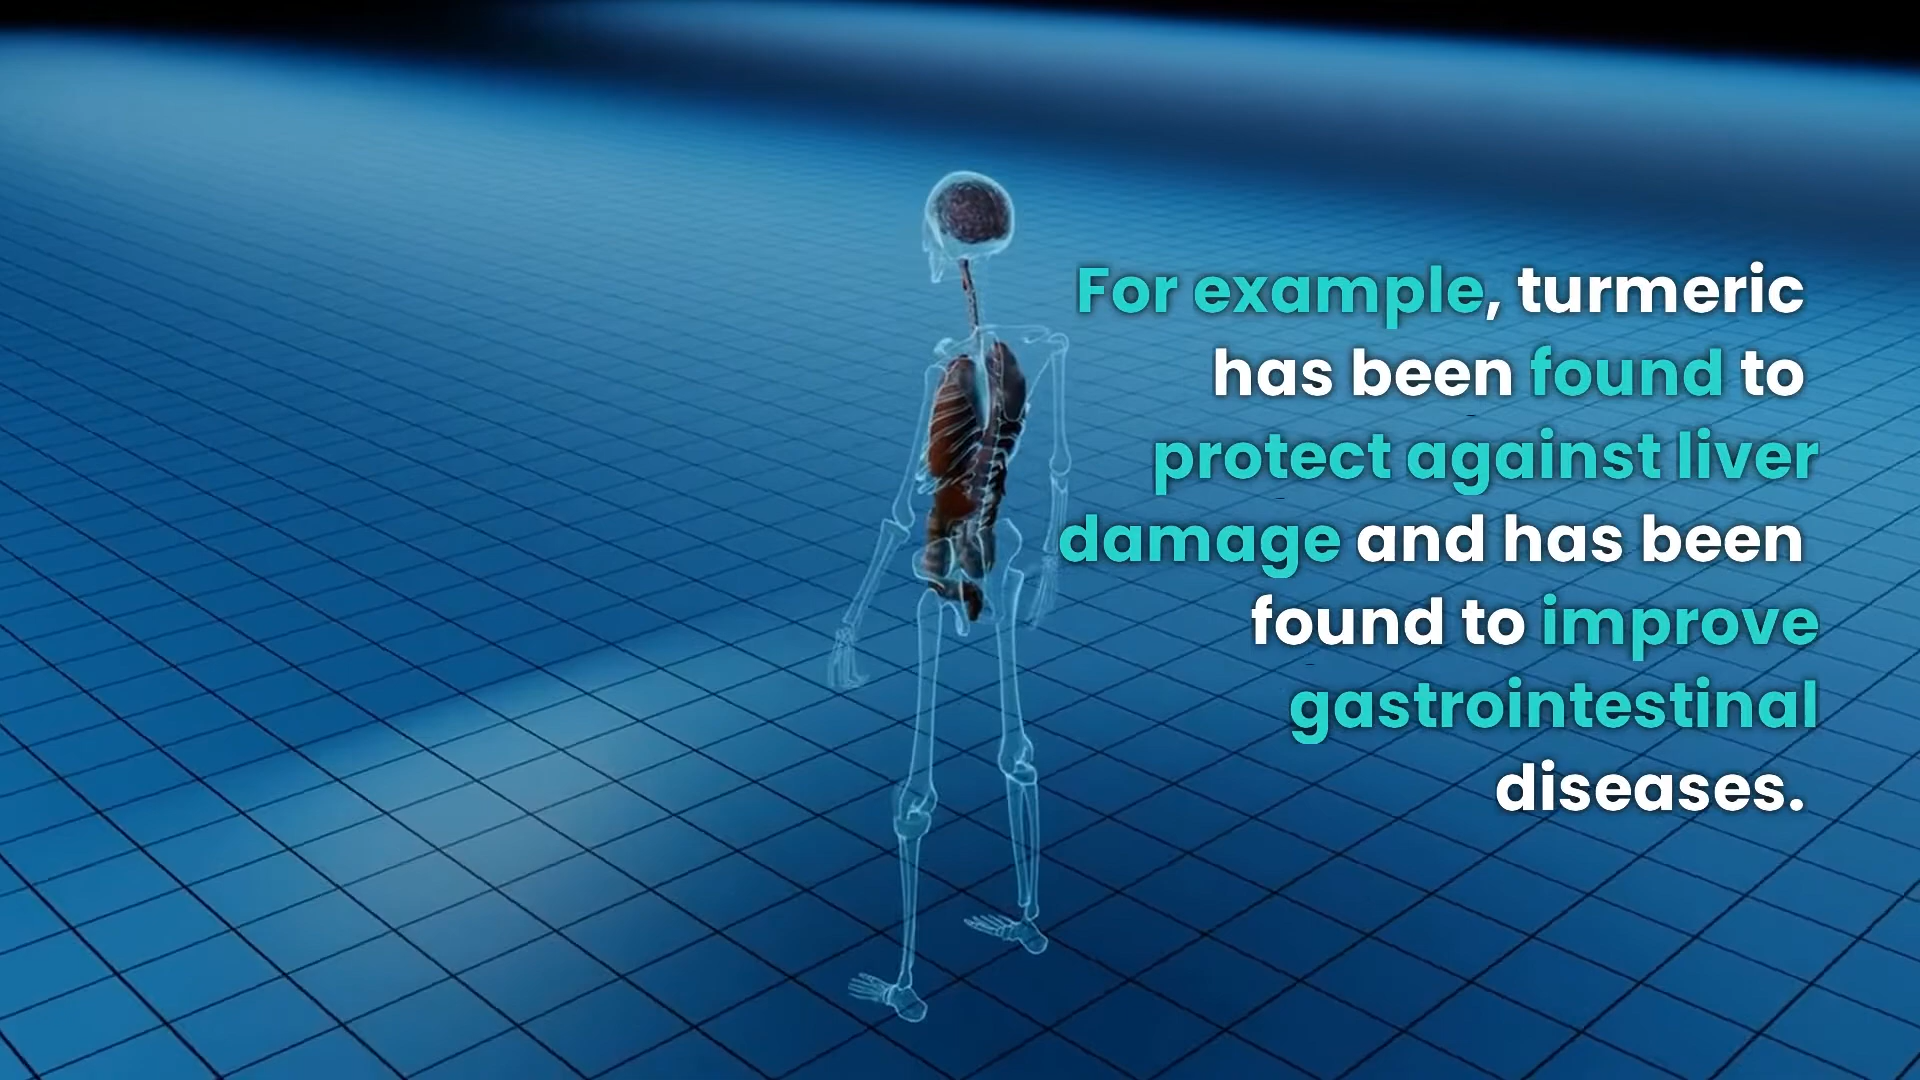 For example, turmeric
has been found to
protect against liver
damage and has been
found to improve
gastrointestinal
diseases.